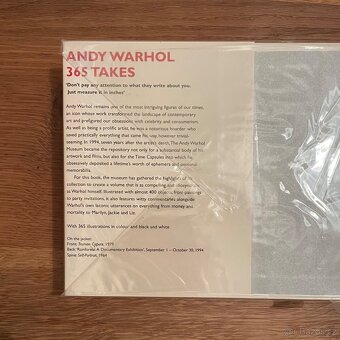 ANDY WARHOL
365 TAKES
'Don't pay any attention to what they write about you.
Just measure it in inches'
Andy Warhol remains one of the most intriguing figures of our times,
an icon whose work transformed the landscape of contemporary
art and prefigured our obsessions with celebrity and consumerism.
As well as being a prolific artist, he was a notorious hoarder who
saved practically everything that came his way, however trivial-
seeming. In 1994, seven years after the artist's death, The Andy Warhol
Museum became the repository not only for a substantial body of his
artwork and films, but also for the Time Capsules into which he
obsessively deposited a lifetime's worth of ephemera and personal
memorabilia.
For this book, the museum has gathered the highlights of its
collection to create a volume that is as compelling and idiosyncratic
as Warhol himself. Illustrated with almost 400 objects, from paintings
to party invitations, it also features witty commentaries alongside
Warhol's own laconic utterances on everything from money and
mortality to Marilyn, Jackie and Liz.
With 365 illustrations in colour and black and white
On the jacket:
Front: Truman Capote, 1979
Back: 'Rainforest: A Documentary Exhibition', September 1 – October 30, 1994
Spine: Self-Portrait, 1964